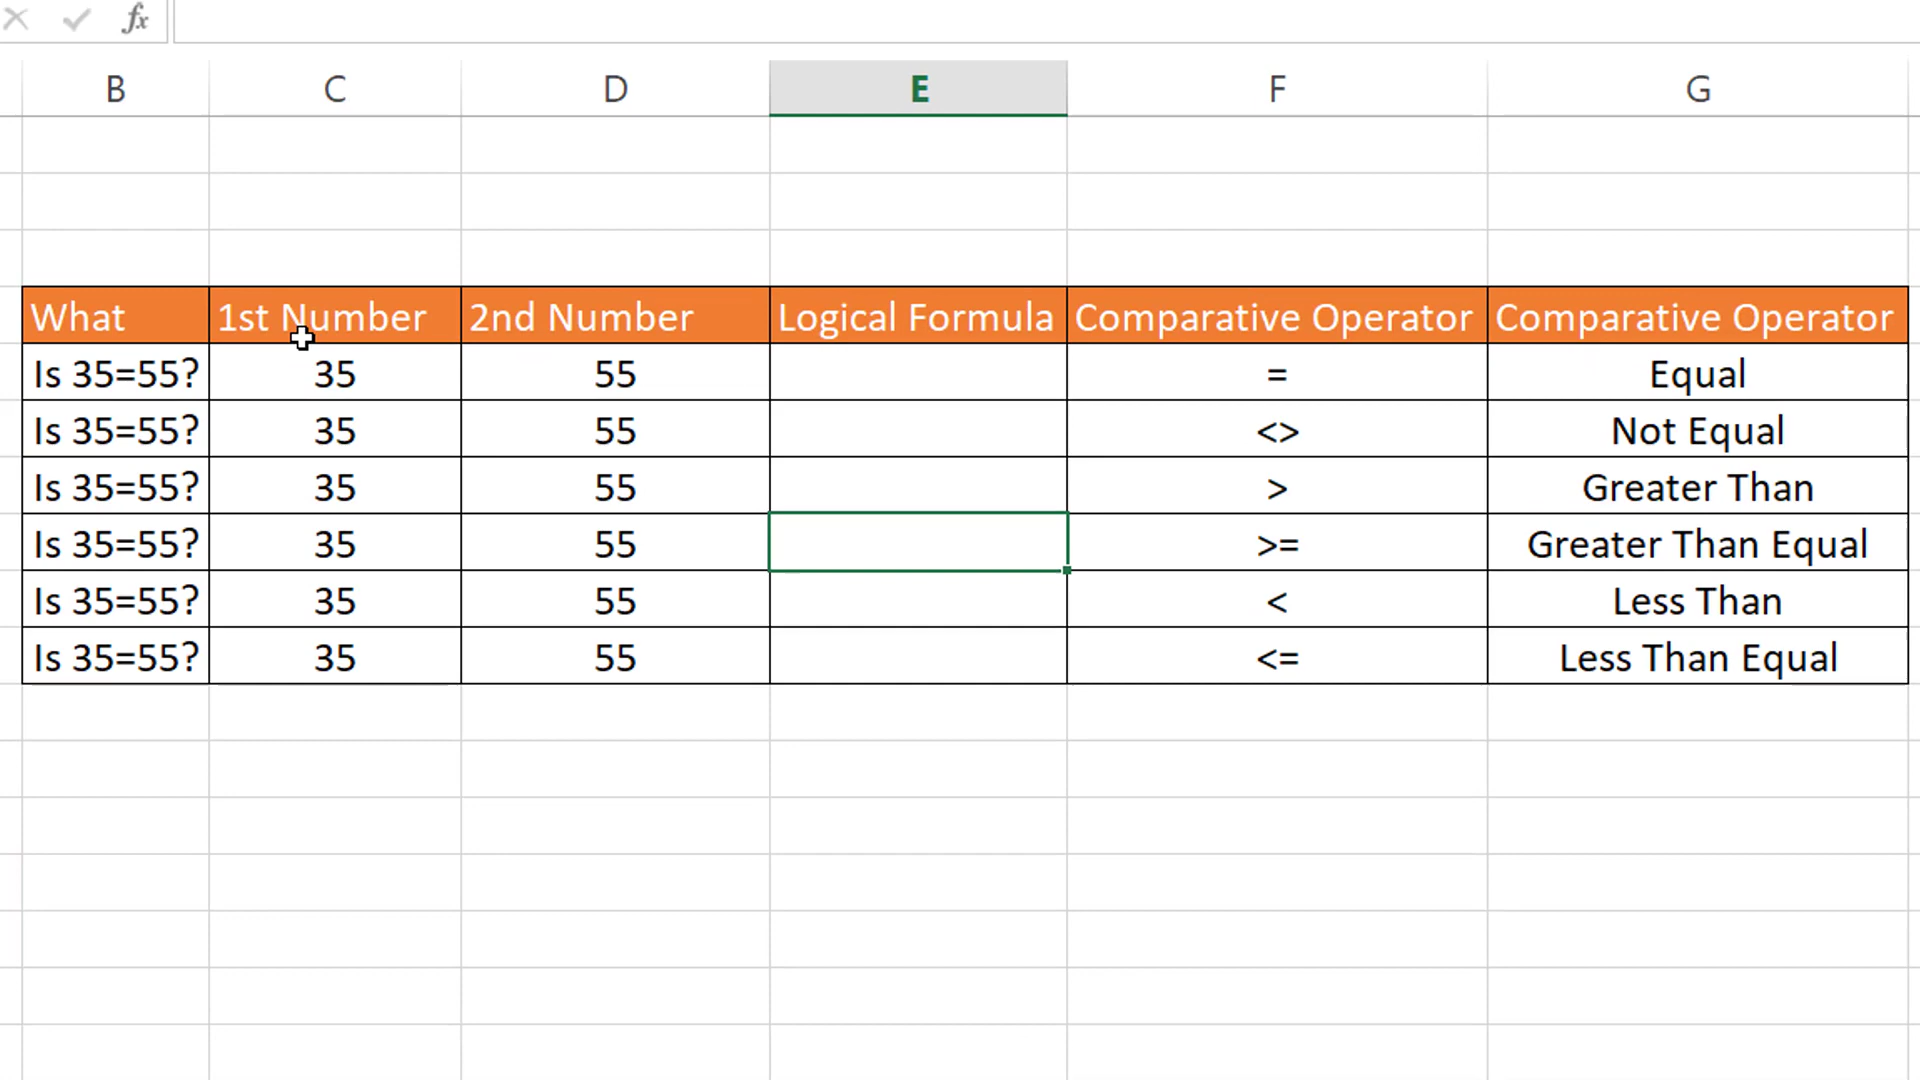 fx
B C D E F G
What 1st Number 2nd Number Logical Formula Comparative Operator Comparative Operator
Is 35=55? 35 55 = Equal
Is 35=55? 35 55 <> Not Equal
Is 35=55? 35 55 > Greater Than
Is 35=55? 35 55 >= Greater Than Equal
Is 35=55? 35 55 < Less Than
Is 35=55? 35 55 <= Less Than Equal